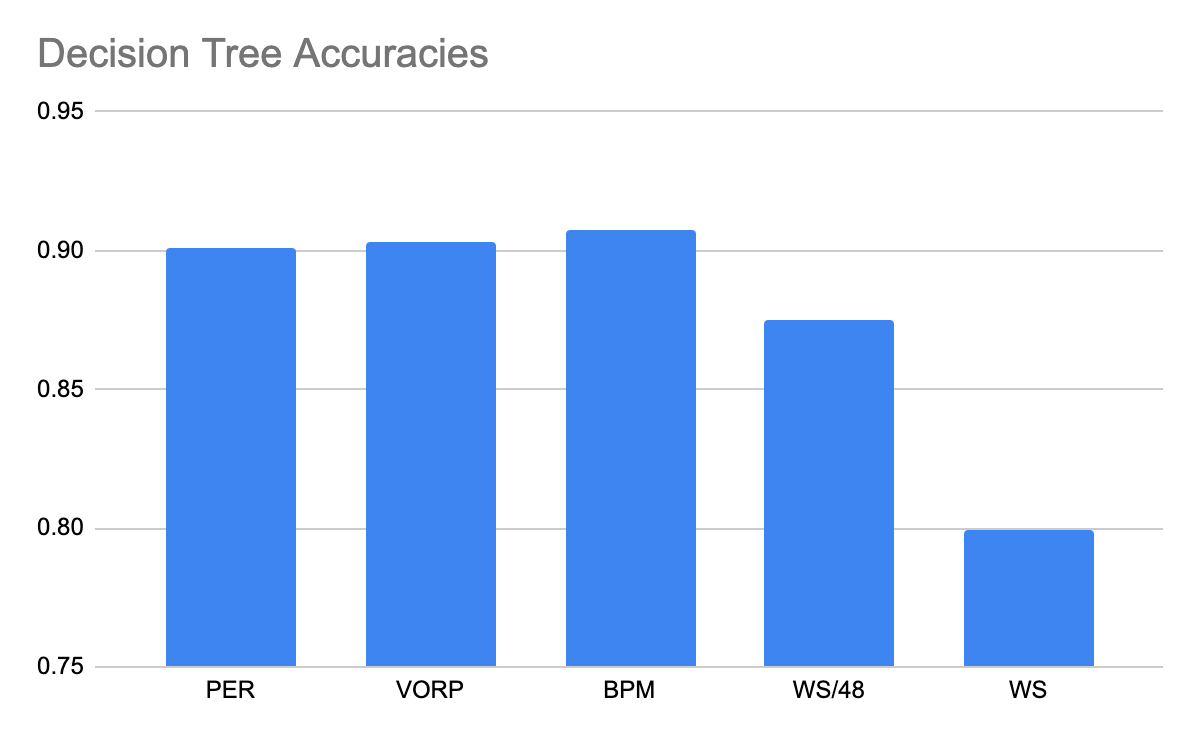 Decision Tree Accuracies
0.95
0.90
0.85
0.80
0.75
PER VORP BPM WS/48 WS